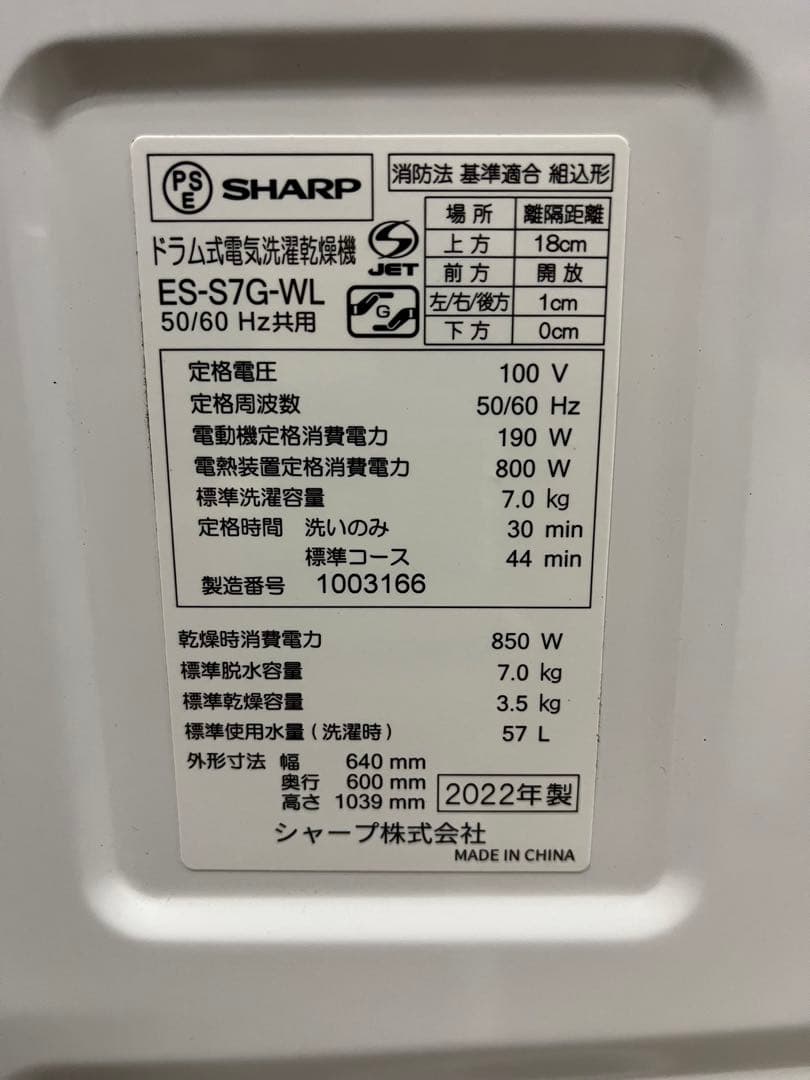 PSE SHARP
消防法 基準適合 組込形
ドラム式電気洗濯乾燥機
ES-S7G-WL
50/60 Hz共用
S JET
G
場所 離隔距離
上方 18cm
前方 開放
左/右/後方 1cm
下方 0cm
定格電圧 100 V
定格周波数 50/60 Hz
電動機定格消費電力 190 W
電熱装置定格消費電力 800 W
標準洗濯容量 7.0 kg
定格時間 洗いのみ 30 min
標準コース 44 min
製造番号 1003166
乾燥時消費電力 850 W
標準脱水容量 7.0 kg
標準乾燥容量 3.5 kg
標準使用水量(洗濯時) 57 L
外形寸法 幅 640 mm
奥行 600 mm
高さ 1039 mm
2022年製
シャープ株式会社
MADE IN CHINA